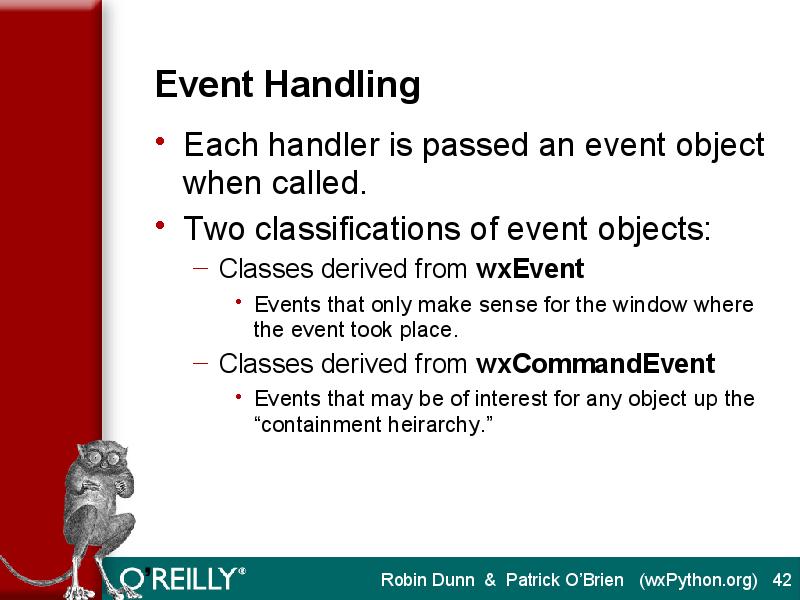 Event Handling
• Each handler is passed an event object
when called.
• Two classifications of event objects:
– Classes derived from wxEvent
• Events that only make sense for the window where
the event took place.
– Classes derived from wxCommandEvent
• Events that may be of interest for any object up the
“containment heirarchy.”
O’REILLY®
Robin Dunn & Patrick O’Brien (wxPython.org) 42